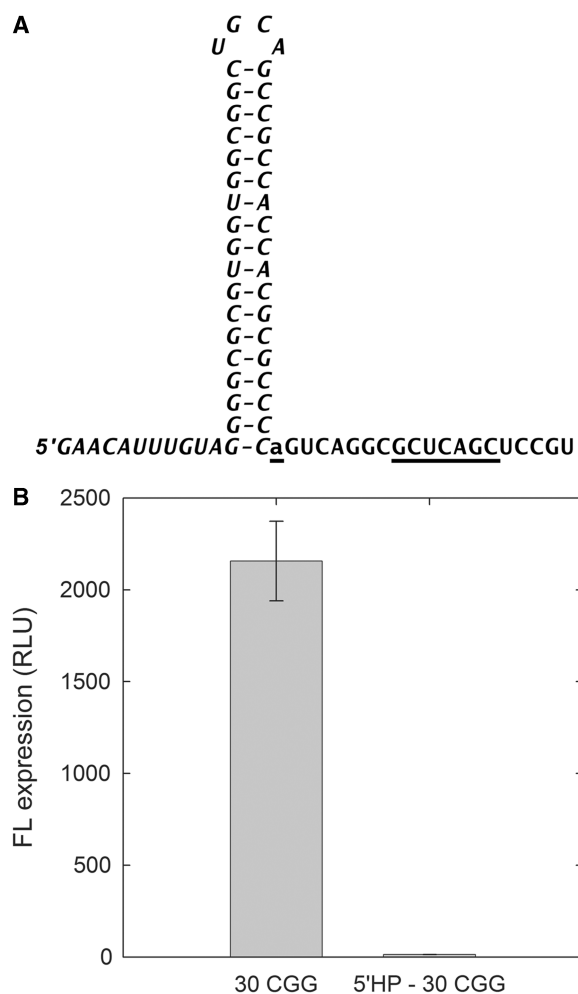 A
G C
U A
C-G
G-C
G-C
C-G
G-C
G-C
U-A
G-C
G-C
U-A
G-C
C-G
G-C
C-G
G-C
G-C
G-C
5'GAACAUUUGUAG-CaGUCAGGCGCUCAGCUCCGU
B
2500
2000
1500
1000
500
0
FL expression (RLU)
30 CGG
5'HP - 30 CGG